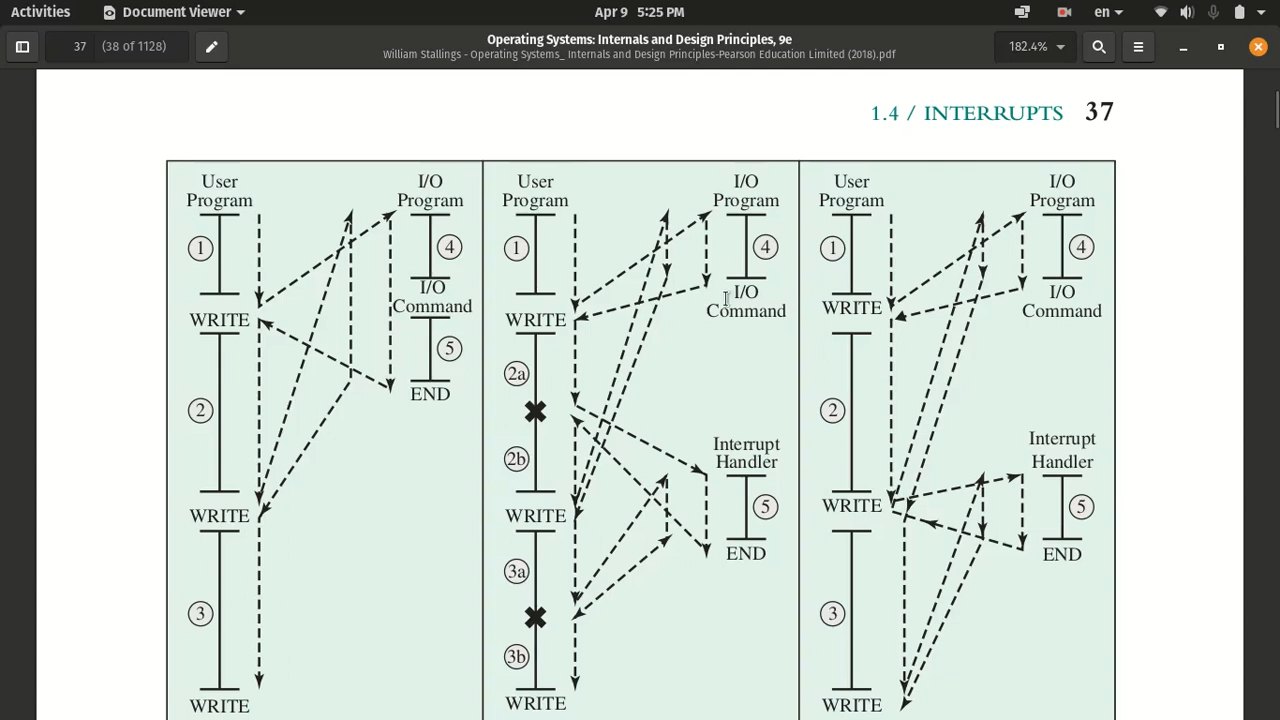 Activities
Document Viewer
Apr 9 5:25 PM
en
37
(38 of 1128)
Operating Systems: Internals and Design Principles, 9e
William Stallings - Operating Systems_ Internals and Design Principles-Pearson Education Limited (2018).pdf
182.4%
1.4 / INTERRUPTS 37
User
Program
1
WRITE
2
WRITE
3
WRITE
I/O
Program
4
I/O
Command
5
END
User
Program
1
WRITE
2a
2b
WRITE
3a
3b
WRITE
I/O
Program
4
I/O
Command
Interrupt
Handler
5
END
User
Program
1
WRITE
2
WRITE
3
WRITE
I/O
Program
4
I/O
Command
Interrupt
Handler
5
END